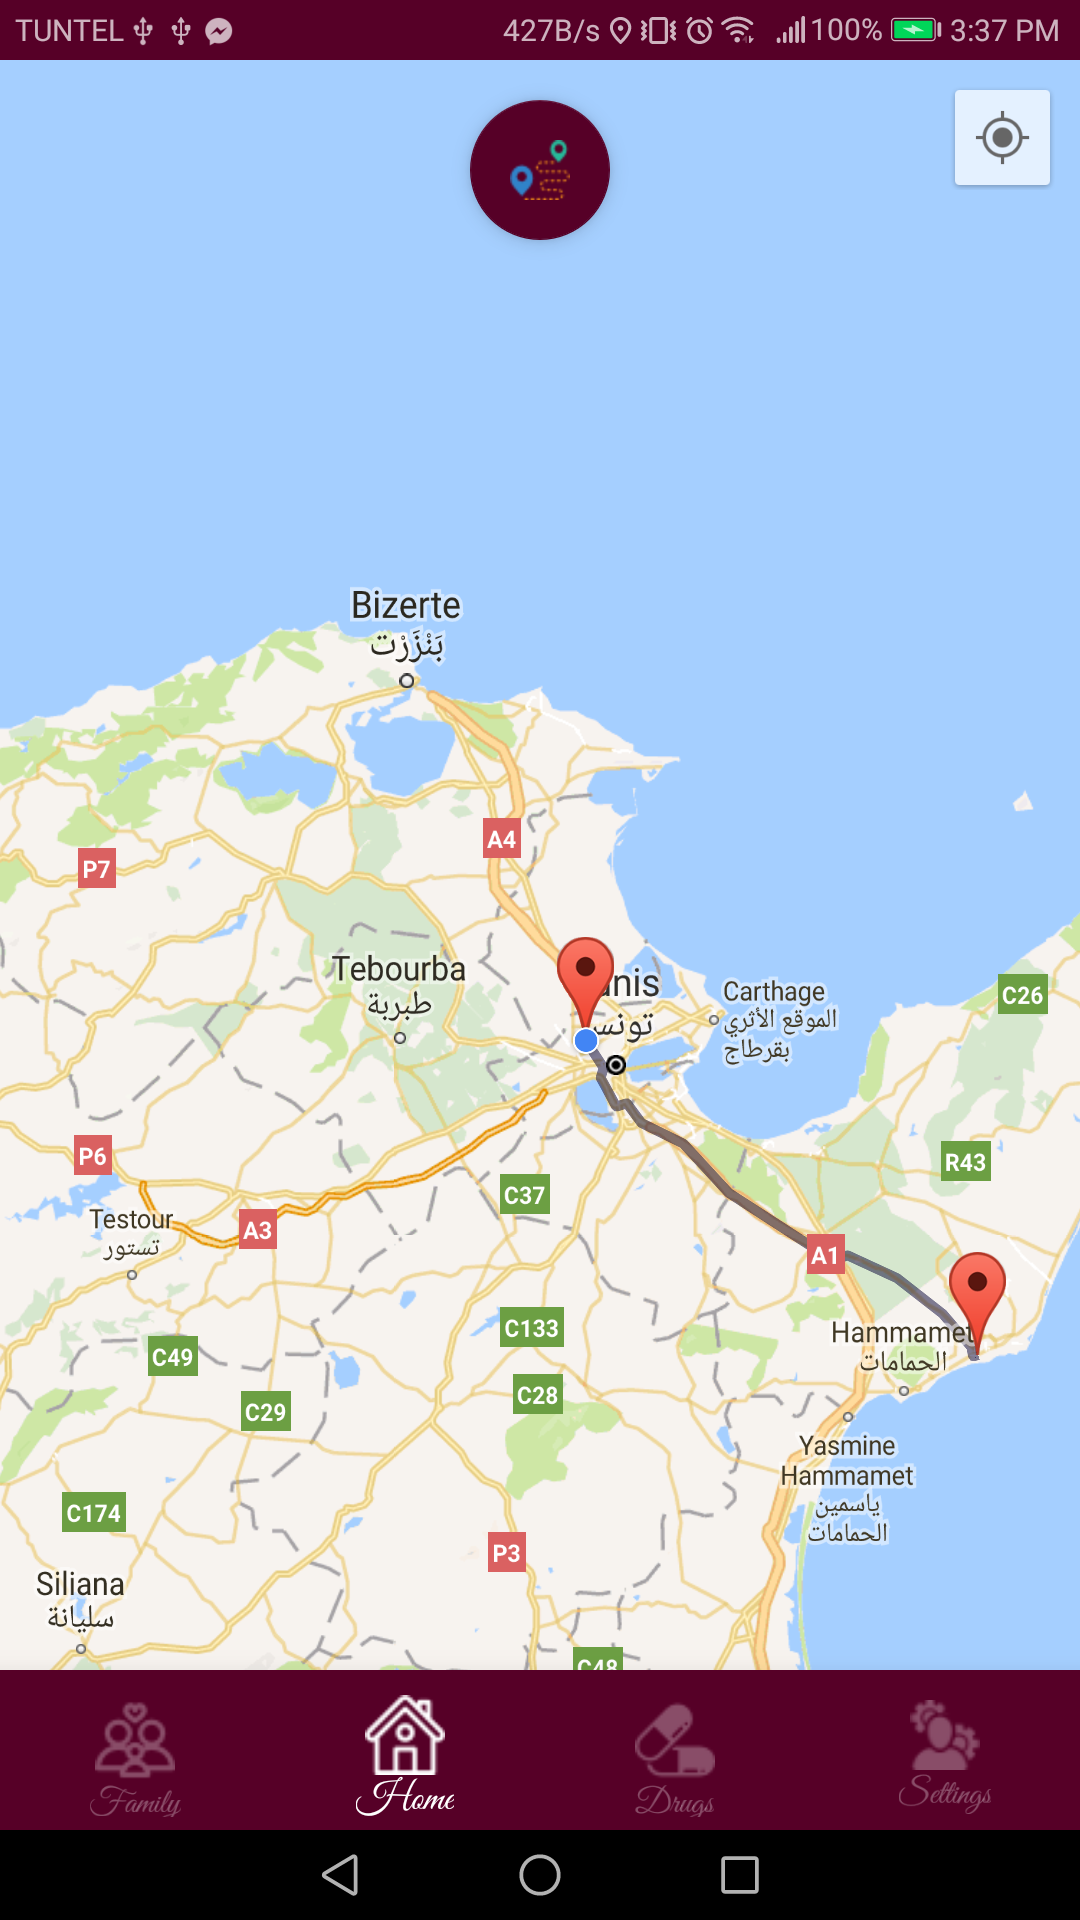 TUNTEL 427B/s 100% 3:37 PM
Bizerte
بَنْزَرْت
A4
P7
Tebourba
طبربة
nis
تونس
Carthage
الموقع الأثري
بقرطاج
C26
P6
R43
C37
Testour
تستور
A3
A1
C133
Hammamet
الحمامات
C49
C28
C29
Yasmine
Hammamet
ياسمين
الحمامات
C174
P3
Siliana
سليانة
C48
Family Home Drugs Settings